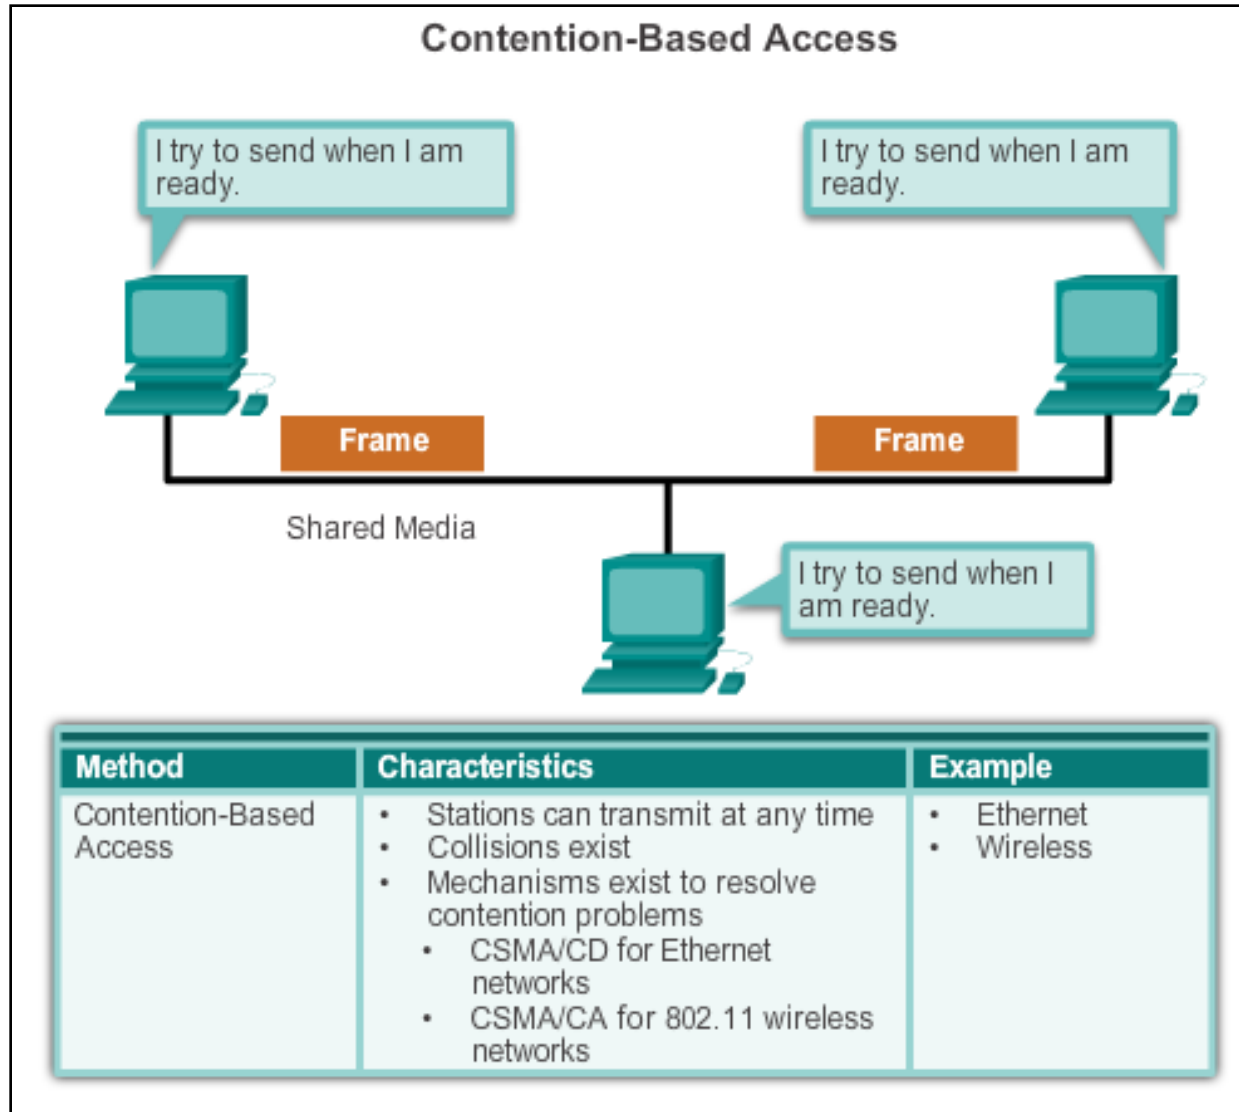 Contention-Based Access
I try to send when I am
ready.
I try to send when I am
ready.
Frame
Frame
Shared Media
I try to send when I
am ready.
Method
Characteristics
Example
Contention-Based
Access
• Stations can transmit at any time
• Collisions exist
• Mechanisms exist to resolve
contention problems
• CSMA/CD for Ethernet
networks
• CSMA/CA for 802.11 wireless
networks
• Ethernet
• Wireless